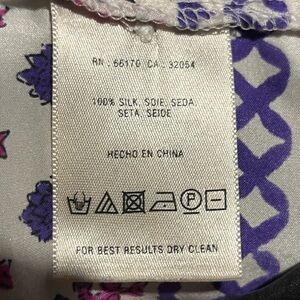 RN : 66170 CA : 32054
100% SILK, SOIE, SEDA,
SETA, SEIDE
HECHO EN CHINA
P
FOR BEST RESULTS DRY CLEAN